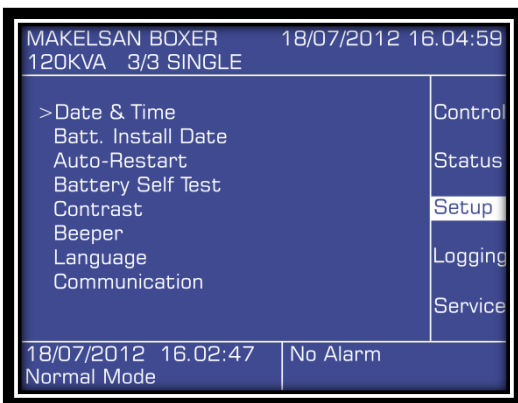 MAKELSAN BOXER 18/07/2012 16.04:59
120KVA 3/3 SINGLE
>Date & Time
Batt. Install Date
Auto-Restart
Battery Self Test
Contrast
Beeper
Language
Communication
Control
Status
Setup
Logging
Service
18/07/2012 16.02:47 No Alarm
Normal Mode